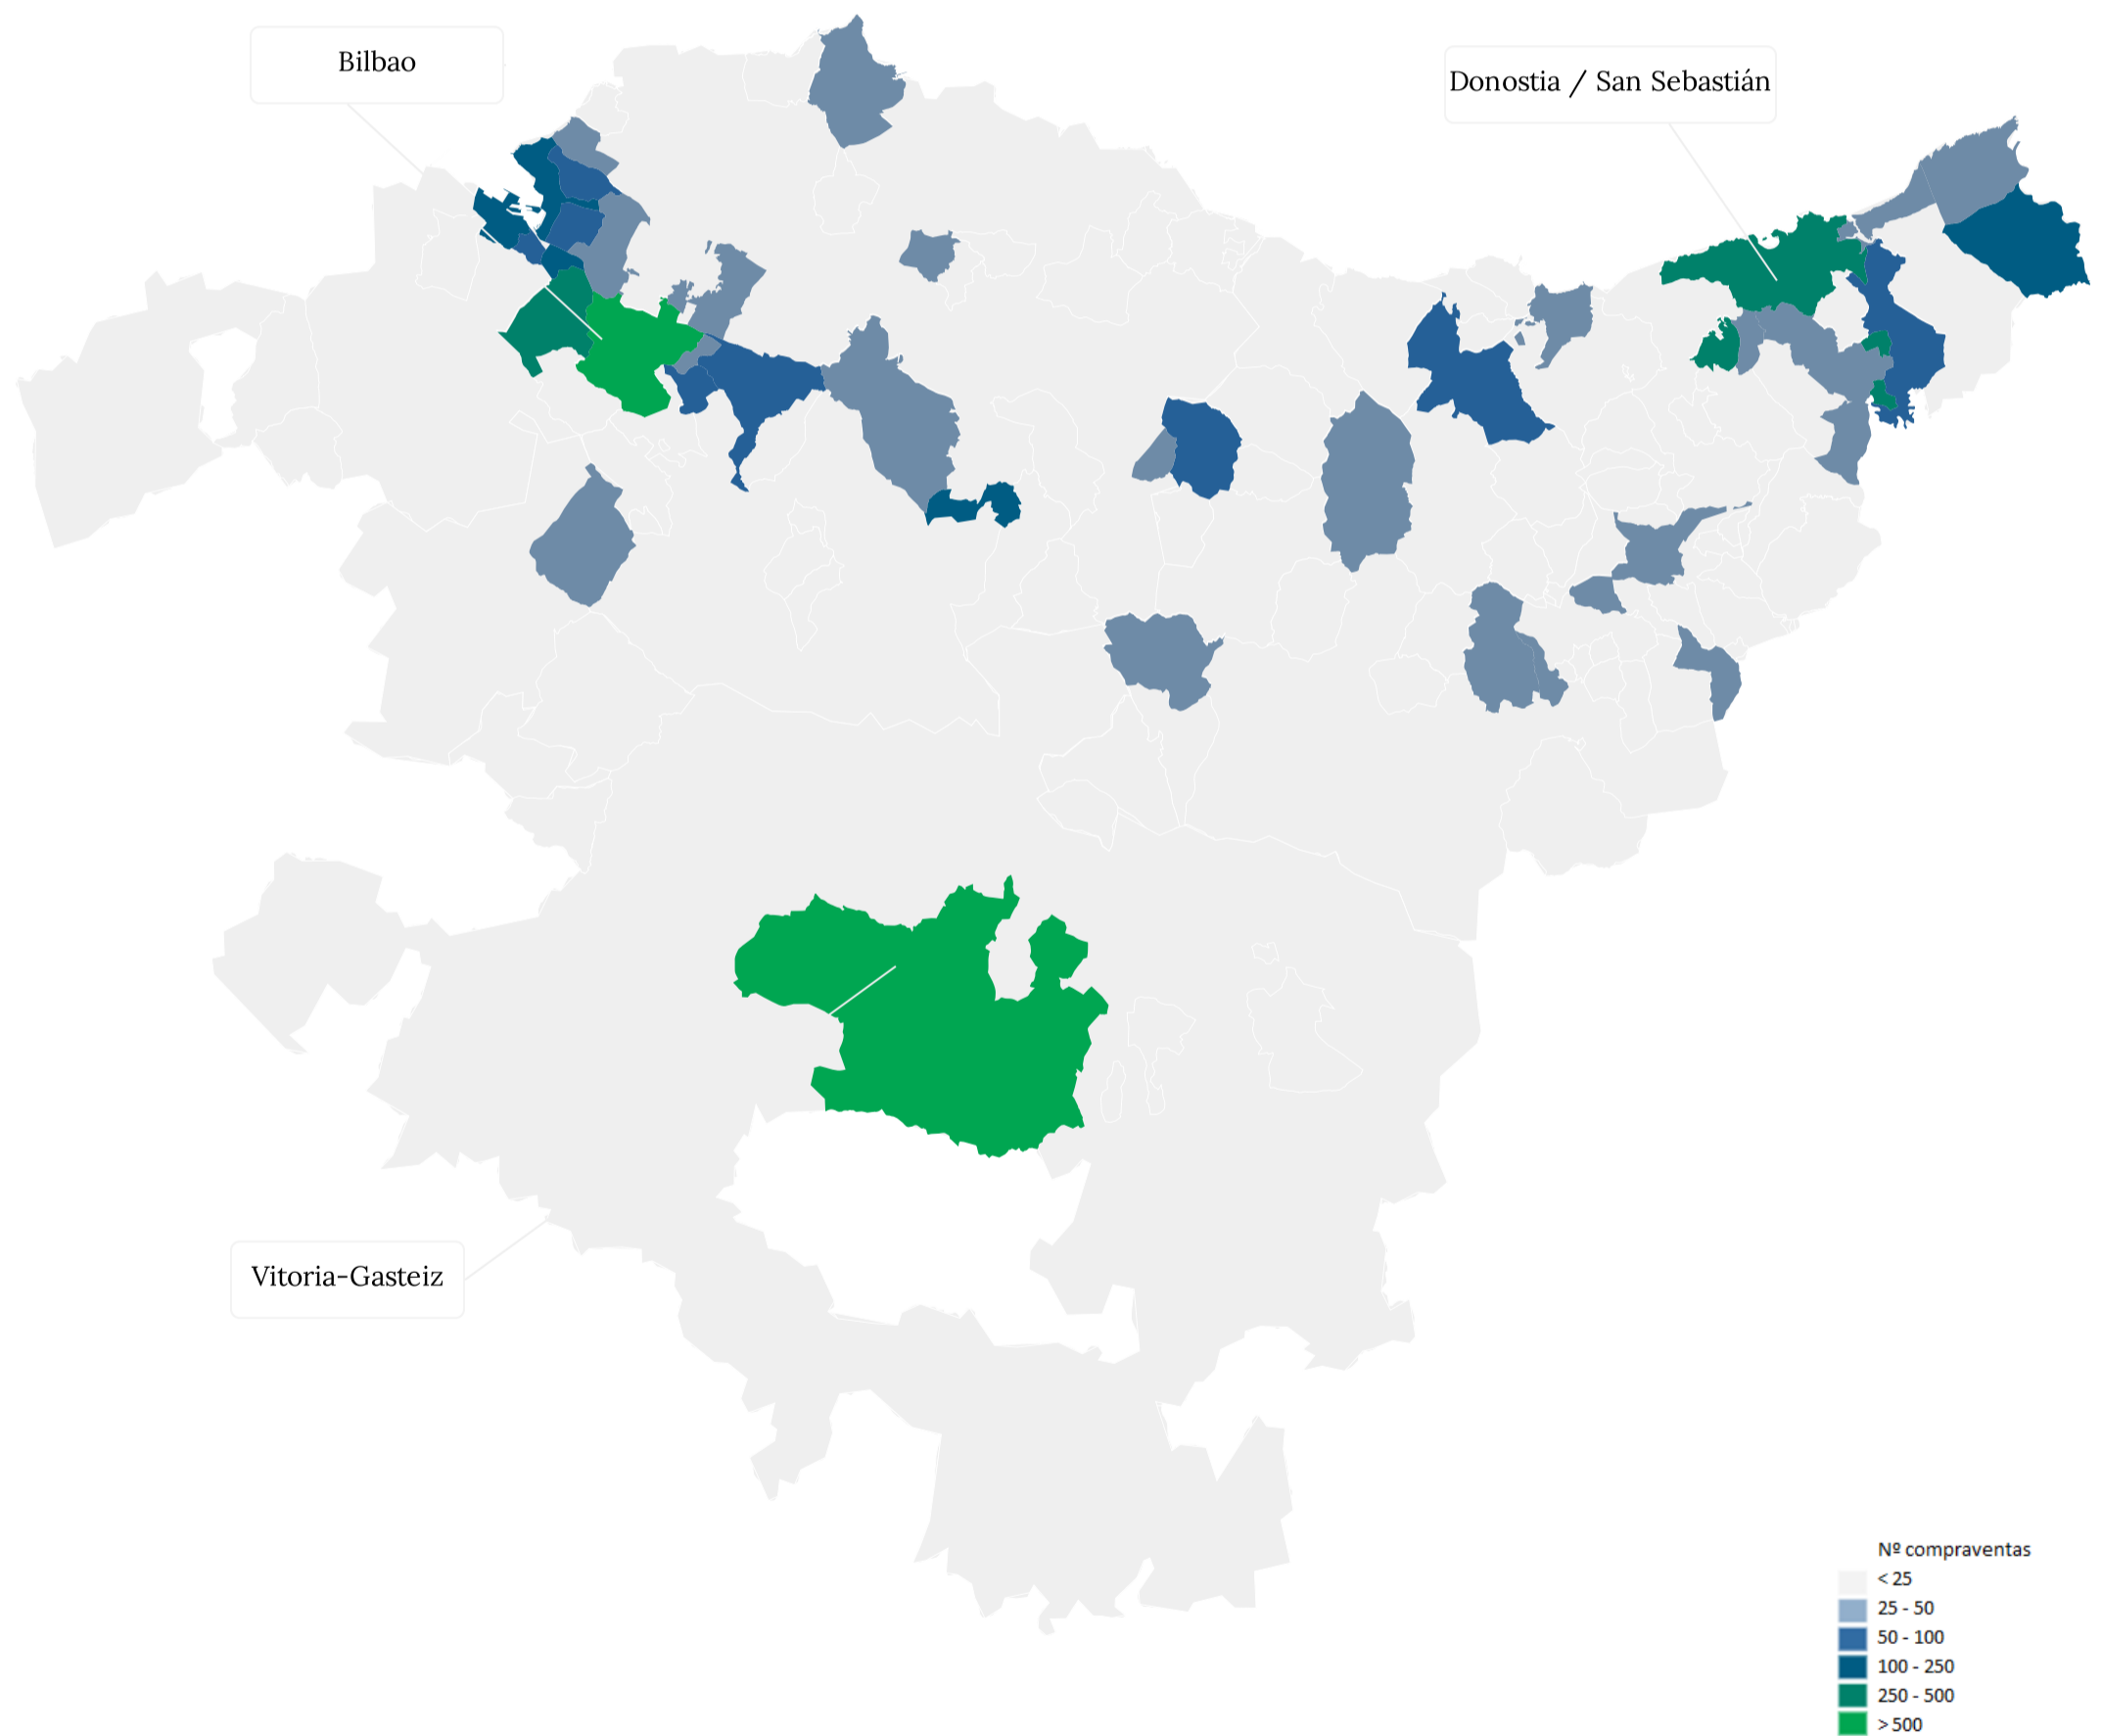 Bilbao
Donostia / San Sebastián
Vitoria-Gasteiz
Nº compraventas
< 25
25 - 50
50 - 100
100 - 250
250 - 500
> 500